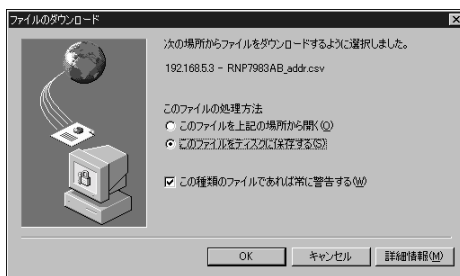 ファイルのダウンロード
次の場所からファイルをダウンロードするように選択しました。
192.168.5.3 - RNP7983AB_addr.csv
このファイルの処理方法
このファイルを上記の場所から開く(O)
このファイルをディスクに保存する(S)
この種類のファイルであれば常に警告する(W)
OK キャンセル 詳細情報(M)